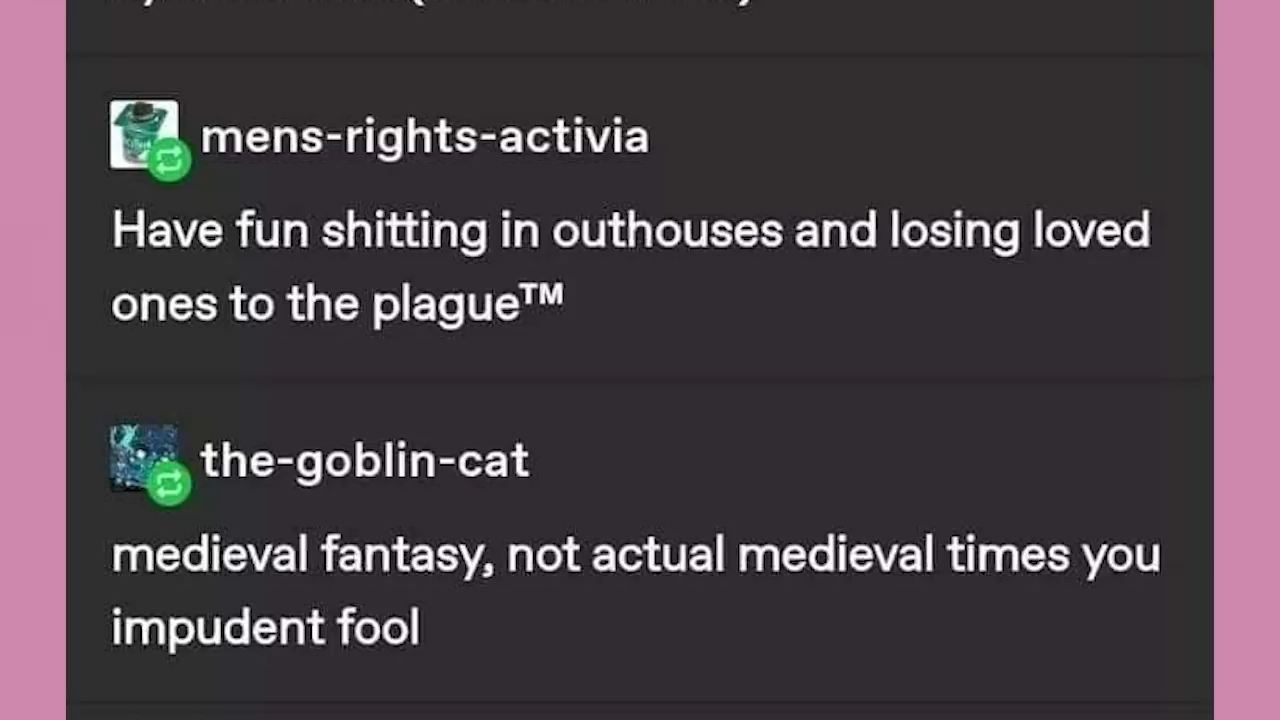 mens-rights-activia
Have fun shitting in outhouses and losing loved
ones to the plague™
the-goblin-cat
medieval fantasy, not actual medieval times you
impudent fool